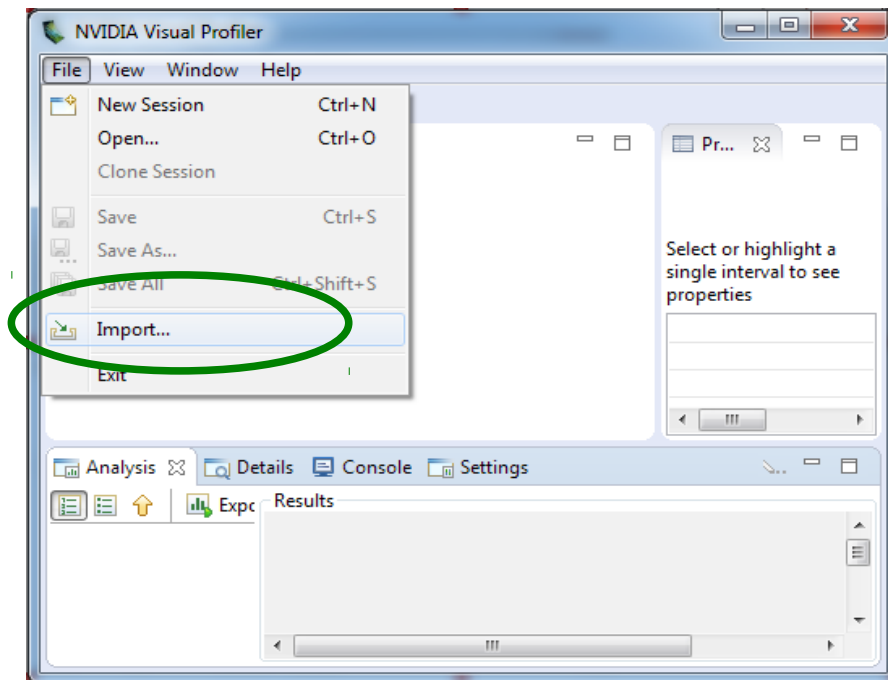 NVIDIA Visual Profiler
File View Window Help
New Session Ctrl+N
Open... Ctrl+O
Clone Session
Save Ctrl+S
Save As...
Save All Ctrl+Shift+S
Import...
Exit
Pr...
Select or highlight a
single interval to see
properties
Analysis Details Console Settings
Expo
Results